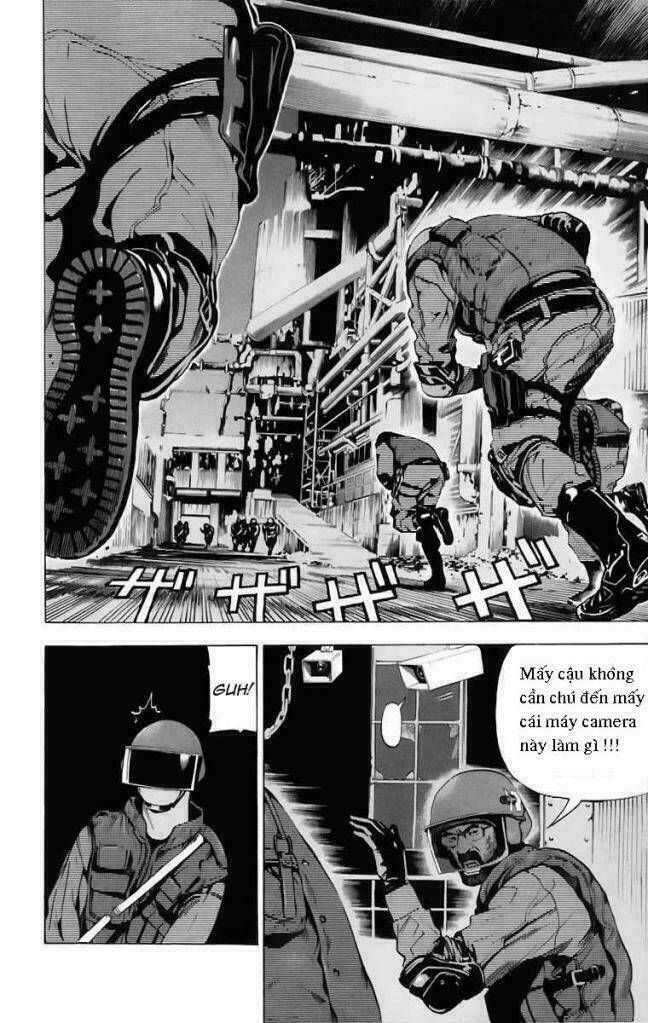 ザザザザ
Mấy cậu không
cần chú đến mấy
cái máy camera
này làm gì !!!
GUH!